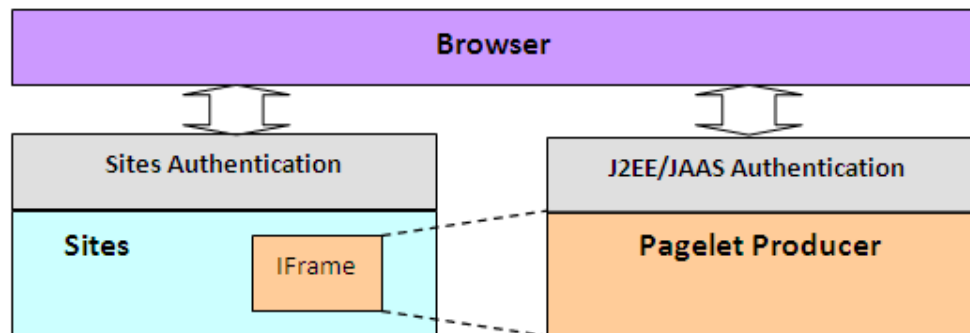 Browser
Sites Authentication
J2EE/JAAS Authentication
Sites
IFrame
Pagelet Producer